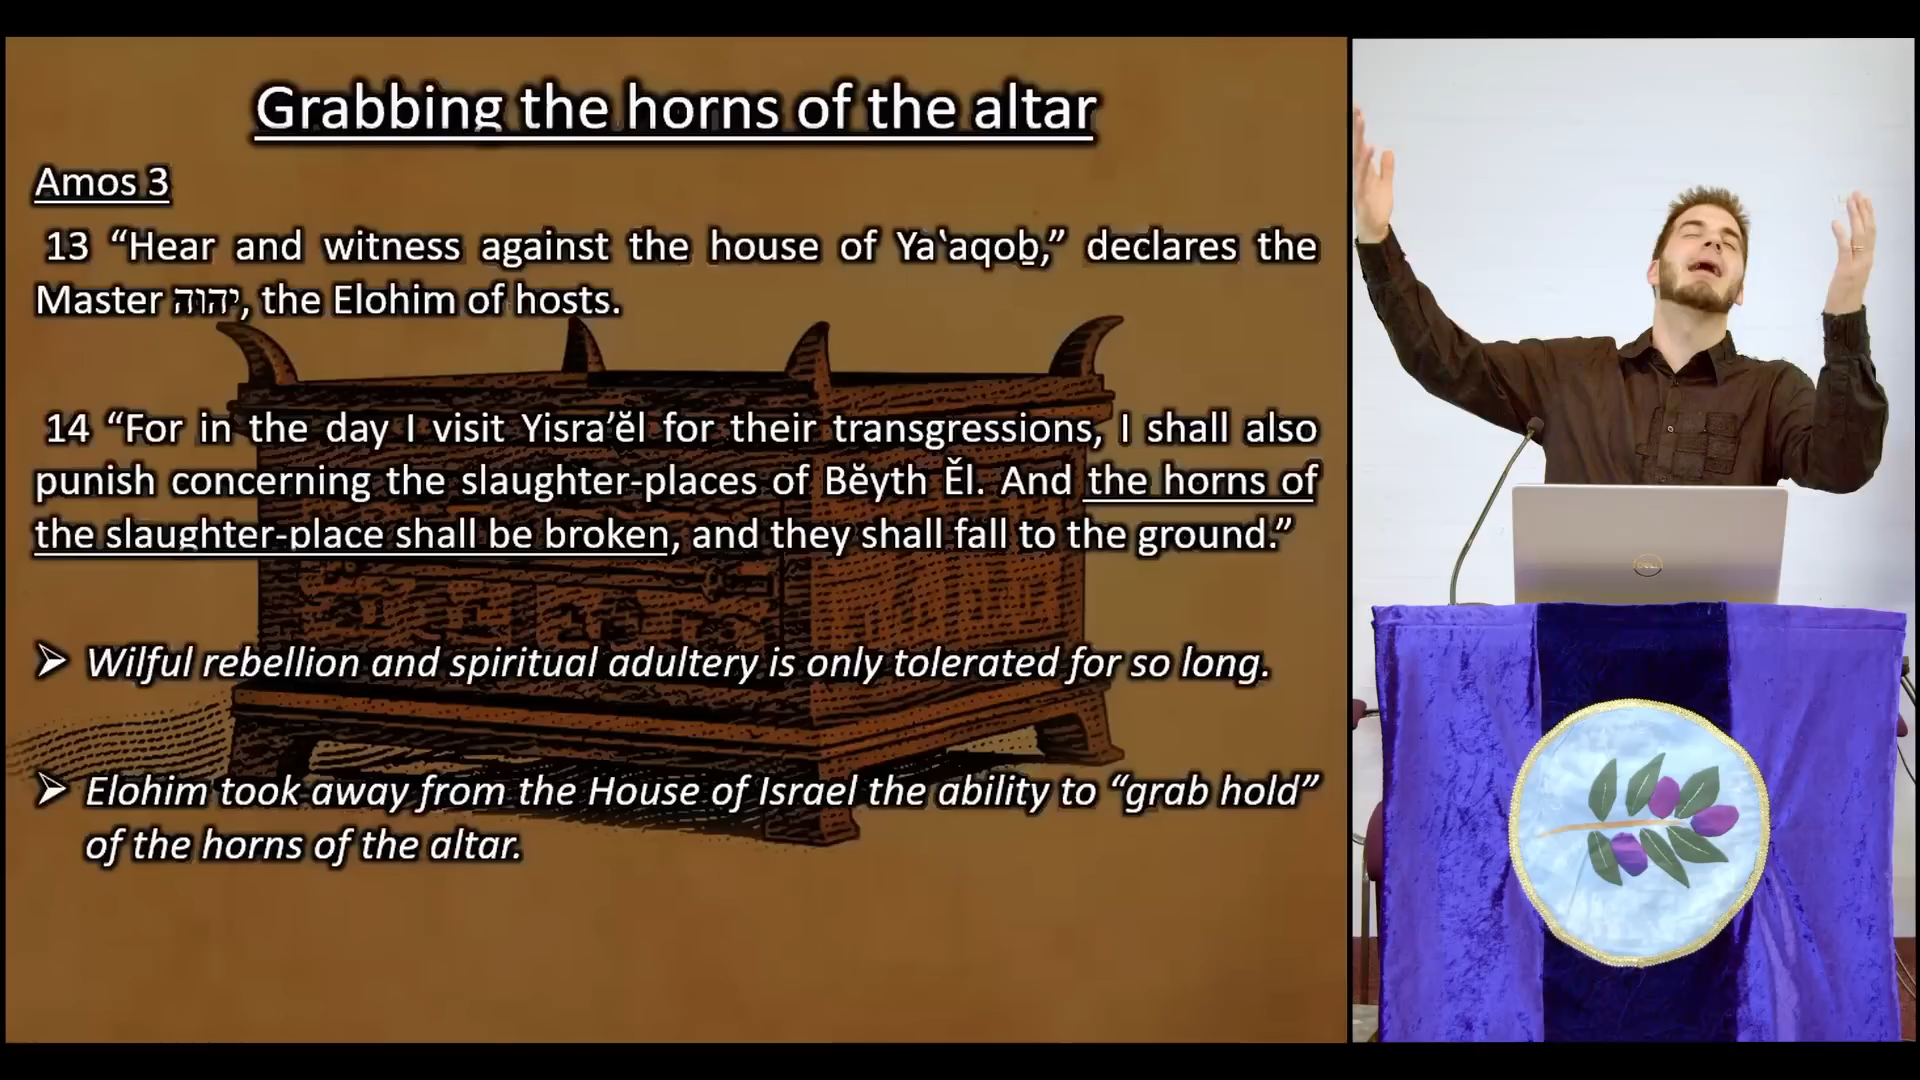 Grabbing the horns of the altar
Amos 3
13 “Hear and witness against the house of Ya‛aqoḇ,” declares the
Master יהוה, the Elohim of hosts.
14 “For in the day I visit Yisra’ĕl for their transgressions, I shall also
punish concerning the slaughter-places of Bĕyth Ěl. And the horns of
the slaughter-place shall be broken, and they shall fall to the ground.”
➢ Wilful rebellion and spiritual adultery is only tolerated for so long.
➢ Elohim took away from the House of Israel the ability to “grab hold”
of the horns of the altar.
DELL